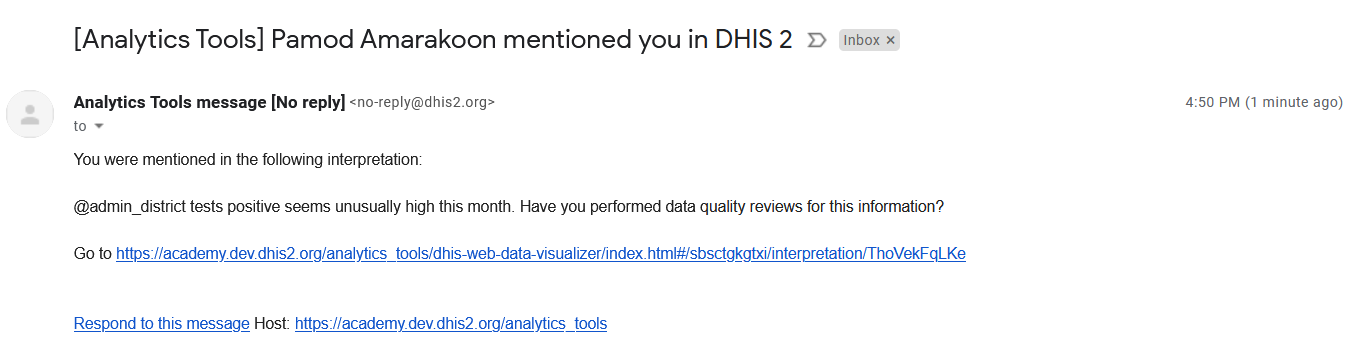 [Analytics Tools] Pamod Amarakoon mentioned you in DHIS 2 Inbox ×
Analytics Tools message [No reply] <no-reply@dhis2.org> 4:50 PM (1 minute ago)
to
You were mentioned in the following interpretation:
@admin_district tests positive seems unusually high this month. Have you performed data quality reviews for this information?
Go to https://academy.dev.dhis2.org/analytics_tools/dhis-web-data-visualizer/index.html#/sbsctgkgtxi/interpretation/ThoVekFqLKe
Respond to this message Host: https://academy.dev.dhis2.org/analytics_tools